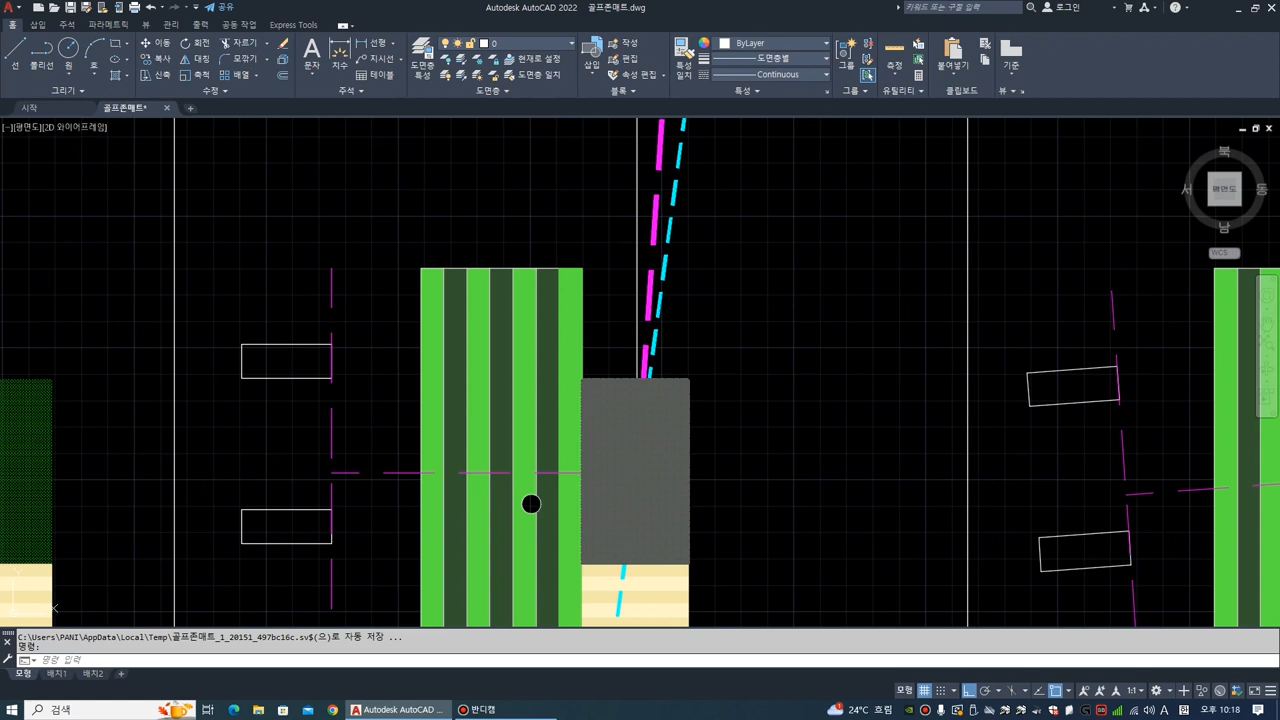 공유
Autodesk AutoCAD 2022 골프존매트.dwg
키워드 또는 구절 입력
로그인
홈 삽입 주석 파라메트릭 뷰 관리 출력 공동 작업 Express Tools
선 폴리선 원 호
이동 회전 자르기
복사 대칭 모깎기
신축 축척 배열
문자 치수 선형 지시선 테이블
도면층 특성
0
현재로 설정
도면층 일치
삽입 작성 편집 속성 편집
특성 일치
ByLayer
도면층별
Continuous
그룹 측정 붙여넣기 기준
그리기 수정 주석 도면층 블록 특성 그룹 유틸리티 클립보드 뷰
시작 골프존매트*
[-][평면도][2D 와이어프레임]
북
서 평면도 동
남
WCS
C:\Users\PANI\AppData\Local\Temp\골프존매트_1_20151_497bc16c.sv$(으)로 자동 저장 ...
명령:
명령 입력
모형 배치1 배치2
모형 1:1
검색
Autodesk AutoCAD ...
반디캠
24°C 흐림
A 한 오후 10:18